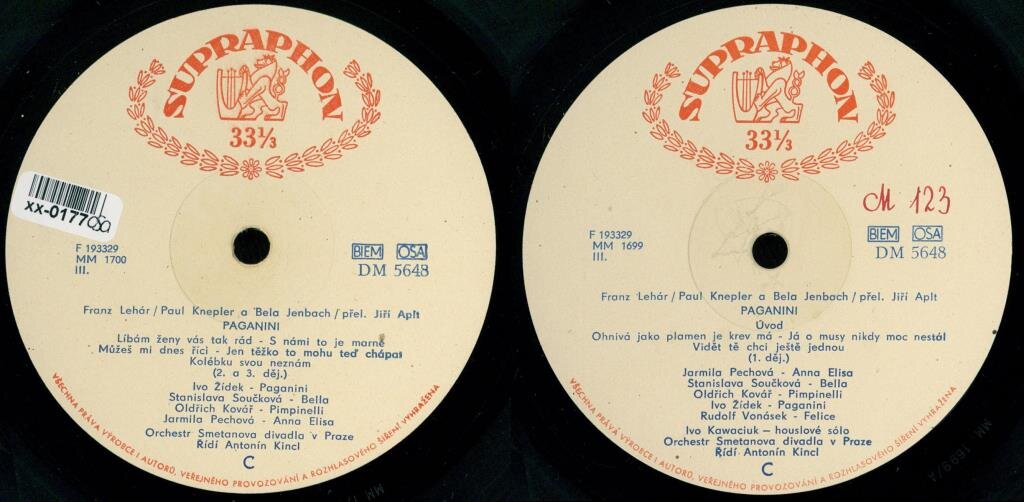 SUPRAPHON
33⅓
xx-0177
F 193329
MM 1700
III.
BIEM OSA
DM 5648
Franz Lehár / Paul Knepler a Bela Jenbach / přel. Jiří Aplt
PAGANINI
Líbám ženy vás tak rád - S námi to je marné
Můžeš mi dnes říci - Jen těžko to mohu teď chápat
Kolébku svou neznám
(2. a 3. děj.)
Ivo Žídek - Paganini
Stanislava Součková - Bella
Oldřich Kovář - Pimpinelli
Jarmila Pechová - Anna Elisa
Orchestr Smetanova divadla v Praze
Řídí Antonín Kincl
C
VŠECHNA PRÁVA VÝROBCE I AUTORŮ, VEŘEJNÉHO PROVOZOVÁNÍ A ROZHLASOVÉHO ŠÍŘENÍ VYHRAŽENA
SUPRAPHON
33⅓
M 123
F 193329
MM 1699
III.
BIEM OSA
DM 5648
Franz Lehár / Paul Knepler a Bela Jenbach / přel. Jiří Aplt
PAGANINI
Úvod
Ohnivá jako plamen je krev má - Já o musy nikdy moc nestál
Vidět tě chci ještě jednou
(1. děj.)
Jarmila Pechová - Anna Elisa
Stanislava Součková - Bella
Oldřich Kovář - Pimpinelli
Ivo Žídek - Paganini
Rudolf Vonásek - Felice
Ivo Kawaciuk — houslové sólo
Orchestr Smetanova divadla v Praze
Řídí Antonín Kincl
C
VŠECHNA PRÁVA VÝROBCE I AUTORŮ, VEŘEJNÉHO PROVOZOVÁNÍ A ROZHLASOVÉHO ŠÍŘENÍ VYHRAŽENA